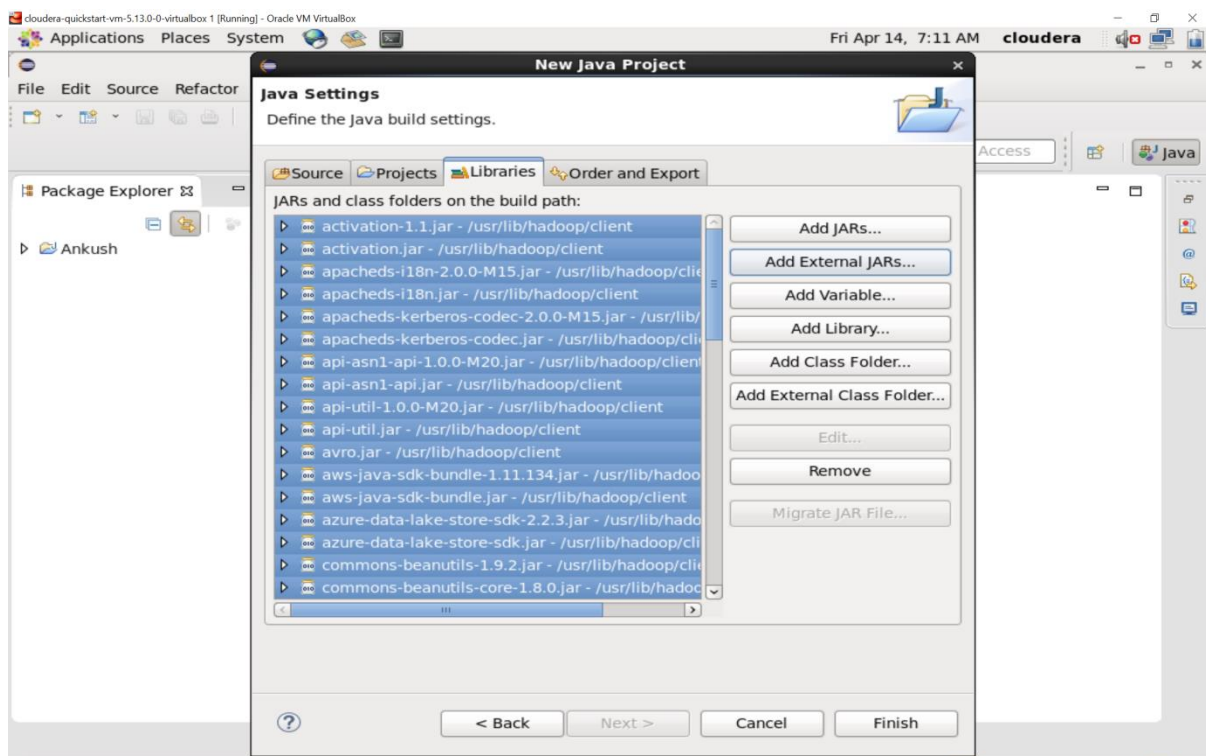 cloudera-quickstart-vm-5.13.0-0-virtualbox 1 [Running] - Oracle VM VirtualBox
Applications Places System Fri Apr 14, 7:11 AM cloudera
New Java Project
File Edit Source Refactor
Java Settings
Define the Java build settings.
Access Java
Source Projects Libraries Order and Export
Package Explorer
JARs and class folders on the build path:
Ankush
activation-1.1.jar - /usr/lib/hadoop/client
activation.jar - /usr/lib/hadoop/client
apacheds-i18n-2.0.0-M15.jar - /usr/lib/hadoop/clie
apacheds-i18n.jar - /usr/lib/hadoop/client
apacheds-kerberos-codec-2.0.0-M15.jar - /usr/lib/
apacheds-kerberos-codec.jar - /usr/lib/hadoop/cli
api-asn1-api-1.0.0-M20.jar - /usr/lib/hadoop/client
api-asn1-api.jar - /usr/lib/hadoop/client
api-util-1.0.0-M20.jar - /usr/lib/hadoop/client
api-util.jar - /usr/lib/hadoop/client
avro.jar - /usr/lib/hadoop/client
aws-java-sdk-bundle-1.11.134.jar - /usr/lib/hadoo
aws-java-sdk-bundle.jar - /usr/lib/hadoop/client
azure-data-lake-store-sdk-2.2.3.jar - /usr/lib/hado
azure-data-lake-store-sdk.jar - /usr/lib/hadoop/cli
commons-beanutils-1.9.2.jar - /usr/lib/hadoop/clie
commons-beanutils-core-1.8.0.jar - /usr/lib/hadoc
Add JARs...
Add External JARs...
Add Variable...
Add Library...
Add Class Folder...
Add External Class Folder...
Edit...
Remove
Migrate JAR File...
< Back Next > Cancel Finish